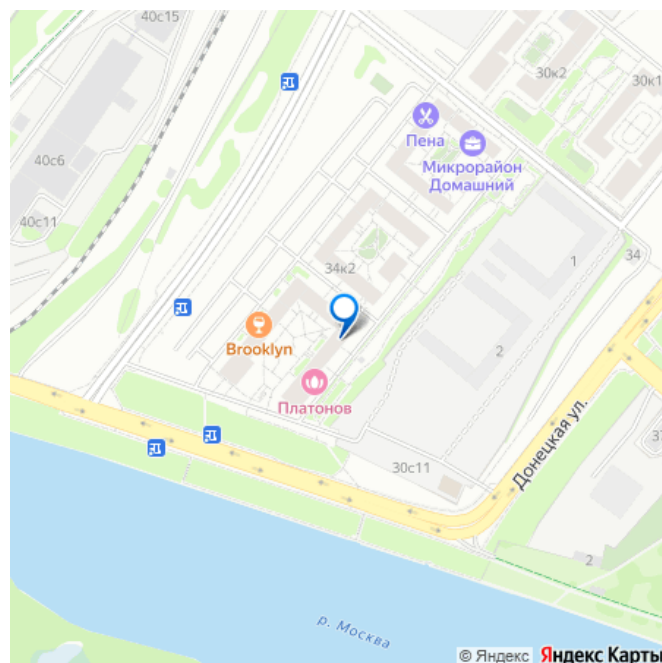 40с15
30к2
30к1
40с6
Пена
Микрорайон
Домашний
40с11
34к2
34
1
2
Brooklyn
Платонов
Донецкая ул.
30с11
2
р. Москва
© Яндекс Яндекс Карты